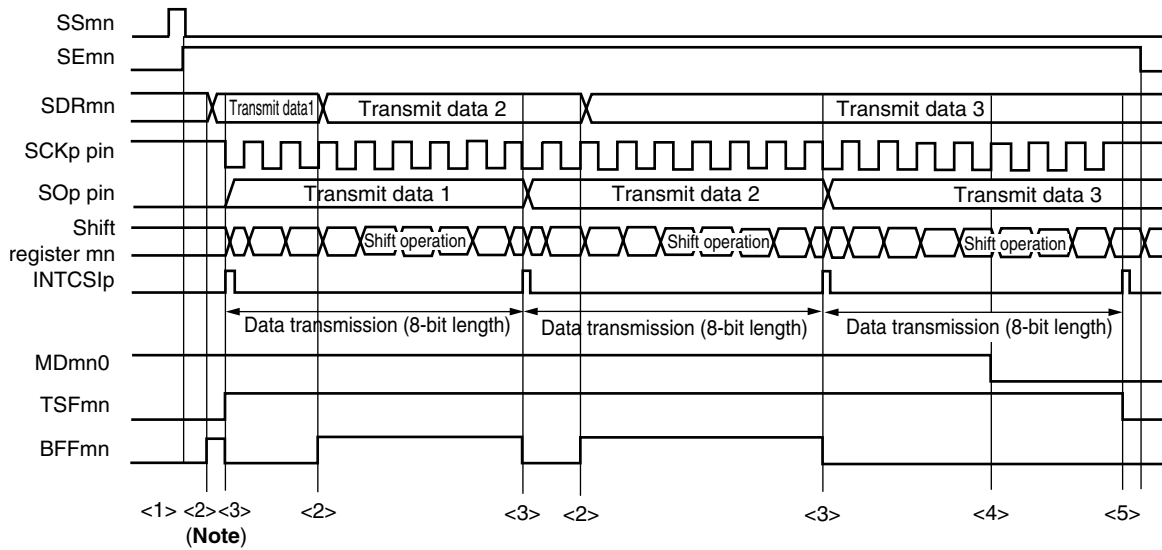 SSmn
SEmn
SDRmn Transmit data1 Transmit data 2 Transmit data 3
SCKp pin
SOp pin Transmit data 1 Transmit data 2 Transmit data 3
Shift
register mn Shift operation Shift operation Shift operation
INTCSIp
Data transmission (8-bit length) Data transmission (8-bit length) Data transmission (8-bit length)
MDmn0
TSFmn
BFFmn
<1> <2> <3> <2> <3> <2> <3> <4> <5>
(Note)